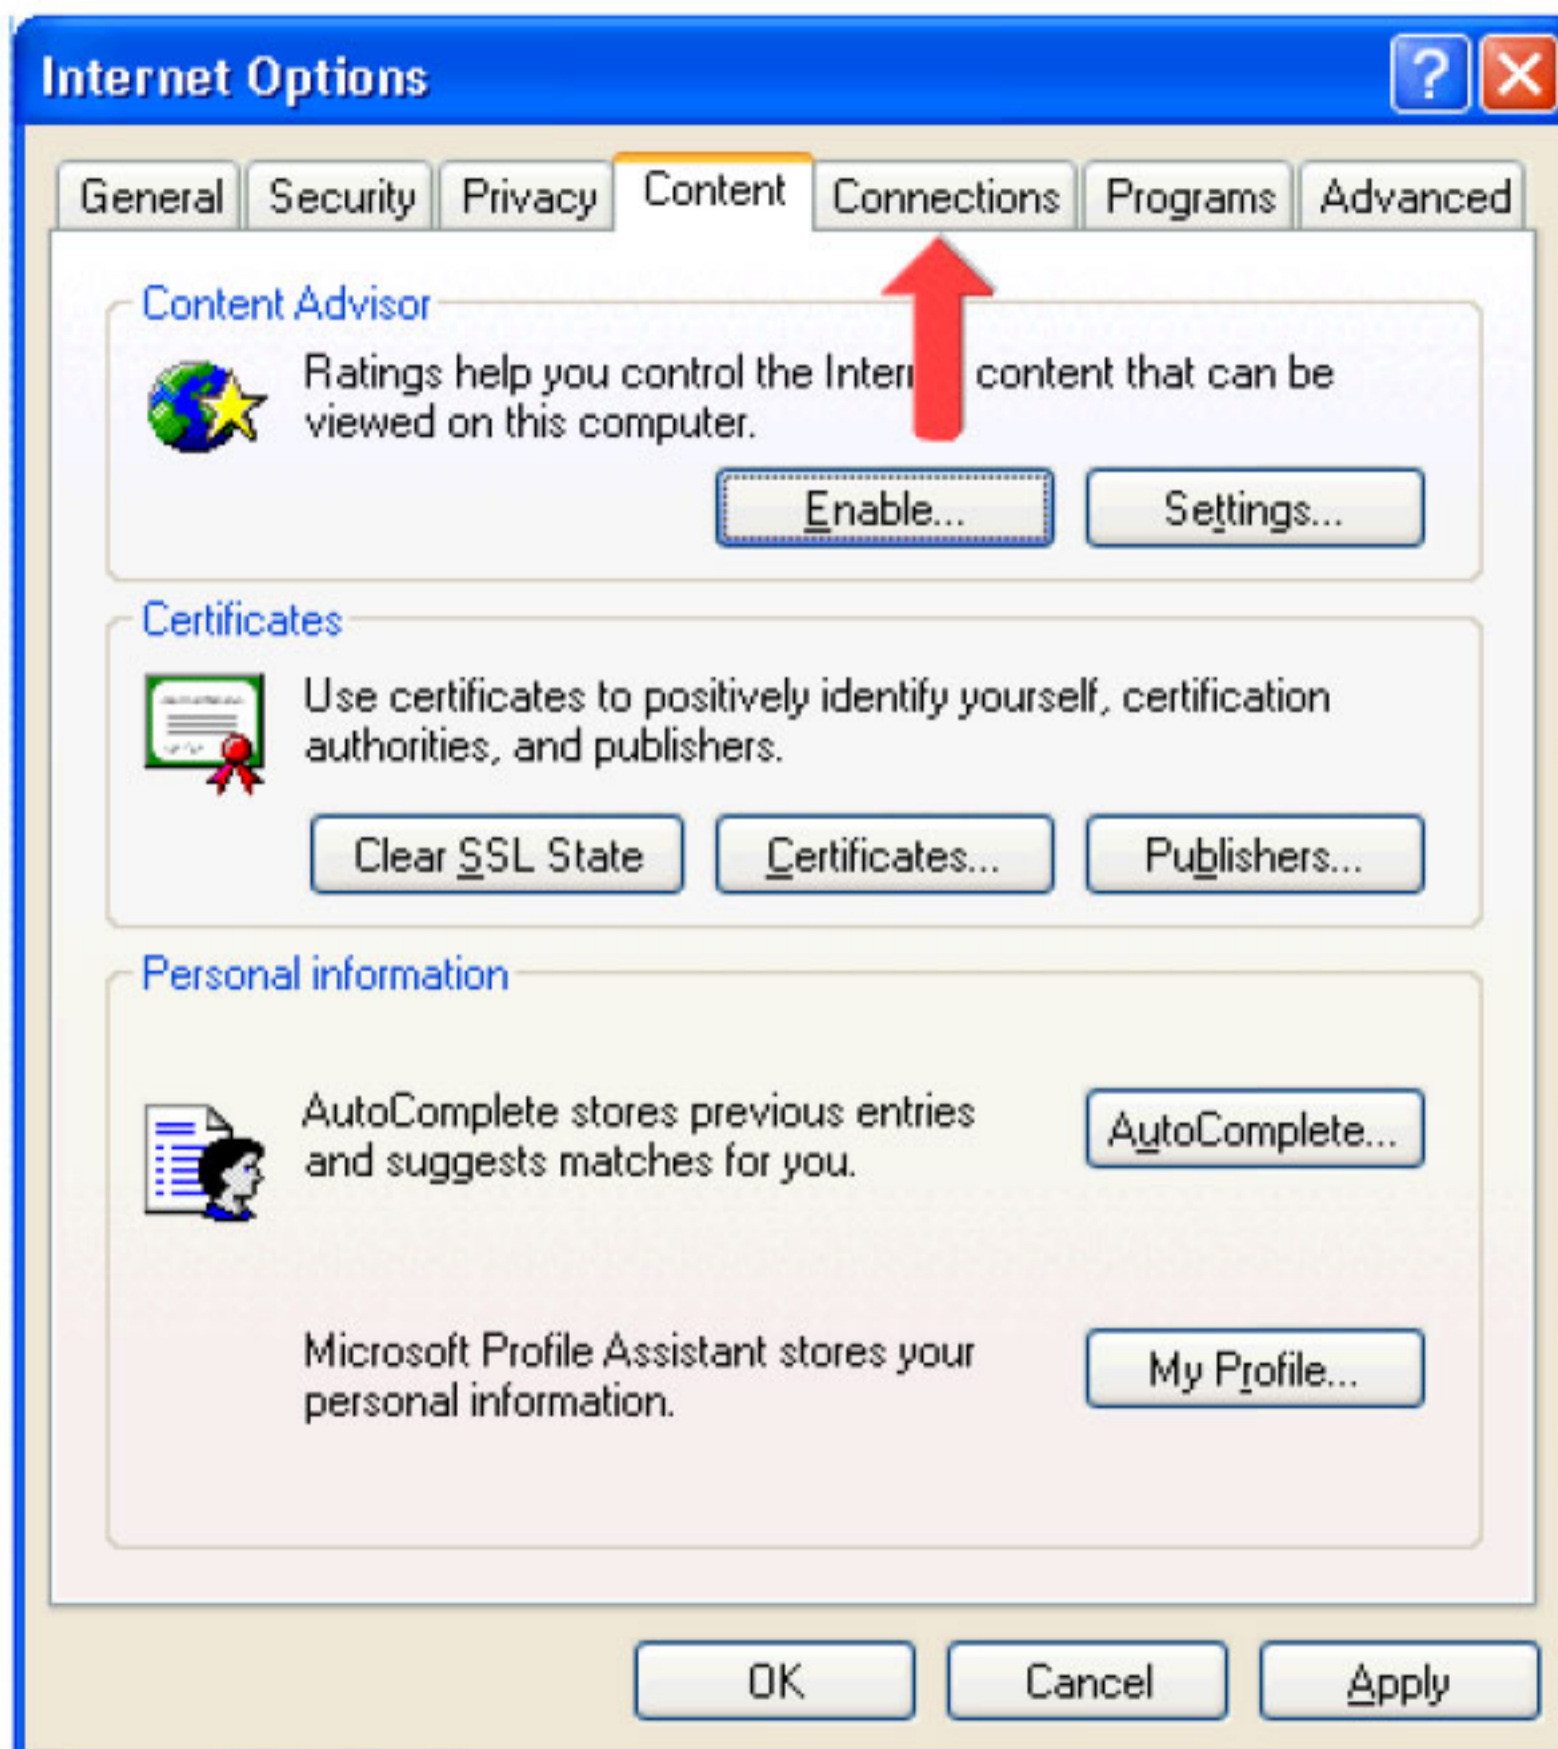 Internet Options
General Security Privacy Content Connections Programs Advanced
Content Advisor
Ratings help you control the content that can be
viewed on this computer.
Enable... Settings...
Certificates
Use certificates to positively identify yourself, certification
authorities, and publishers.
Clear SSL State Certificates... Publishers...
Personal information
AutoComplete stores previous entries
and suggests matches for you.
AutoComplete...
Microsoft Profile Assistant stores your
personal information.
My Profile...
OK Cancel Apply